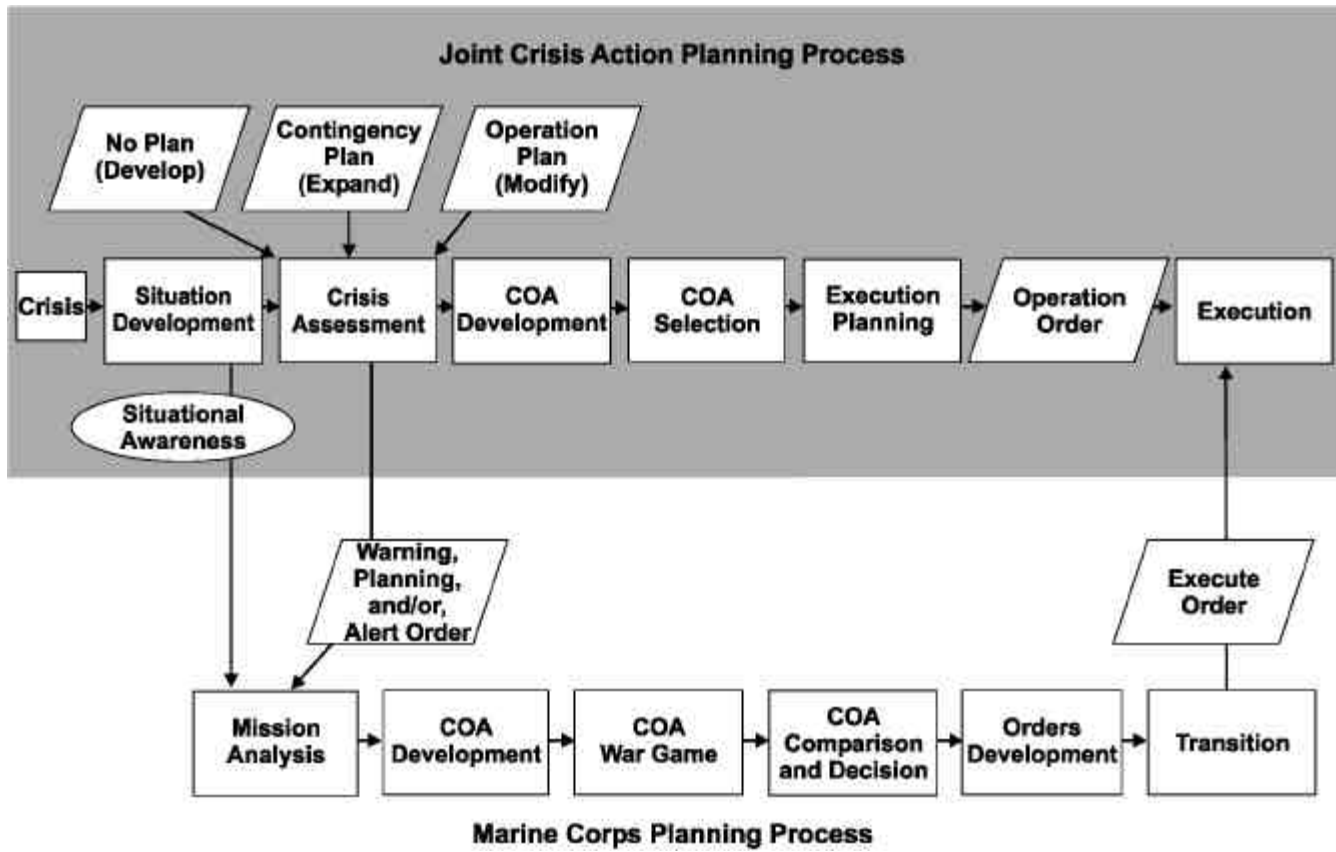 Joint Crisis Action Planning Process
No Plan
(Develop)
Contingency
Plan
(Expand)
Operation
Plan
(Modify)
Crisis
Situation
Development
Crisis
Assessment
COA
Development
COA
Selection
Execution
Planning
Operation
Order
Execution
Situational
Awareness
Warning,
Planning,
and/or,
Alert Order
Execute
Order
Mission
Analysis
COA
Development
COA
War Game
COA
Comparison
and Decision
Orders
Development
Transition
Marine Corps Planning Process